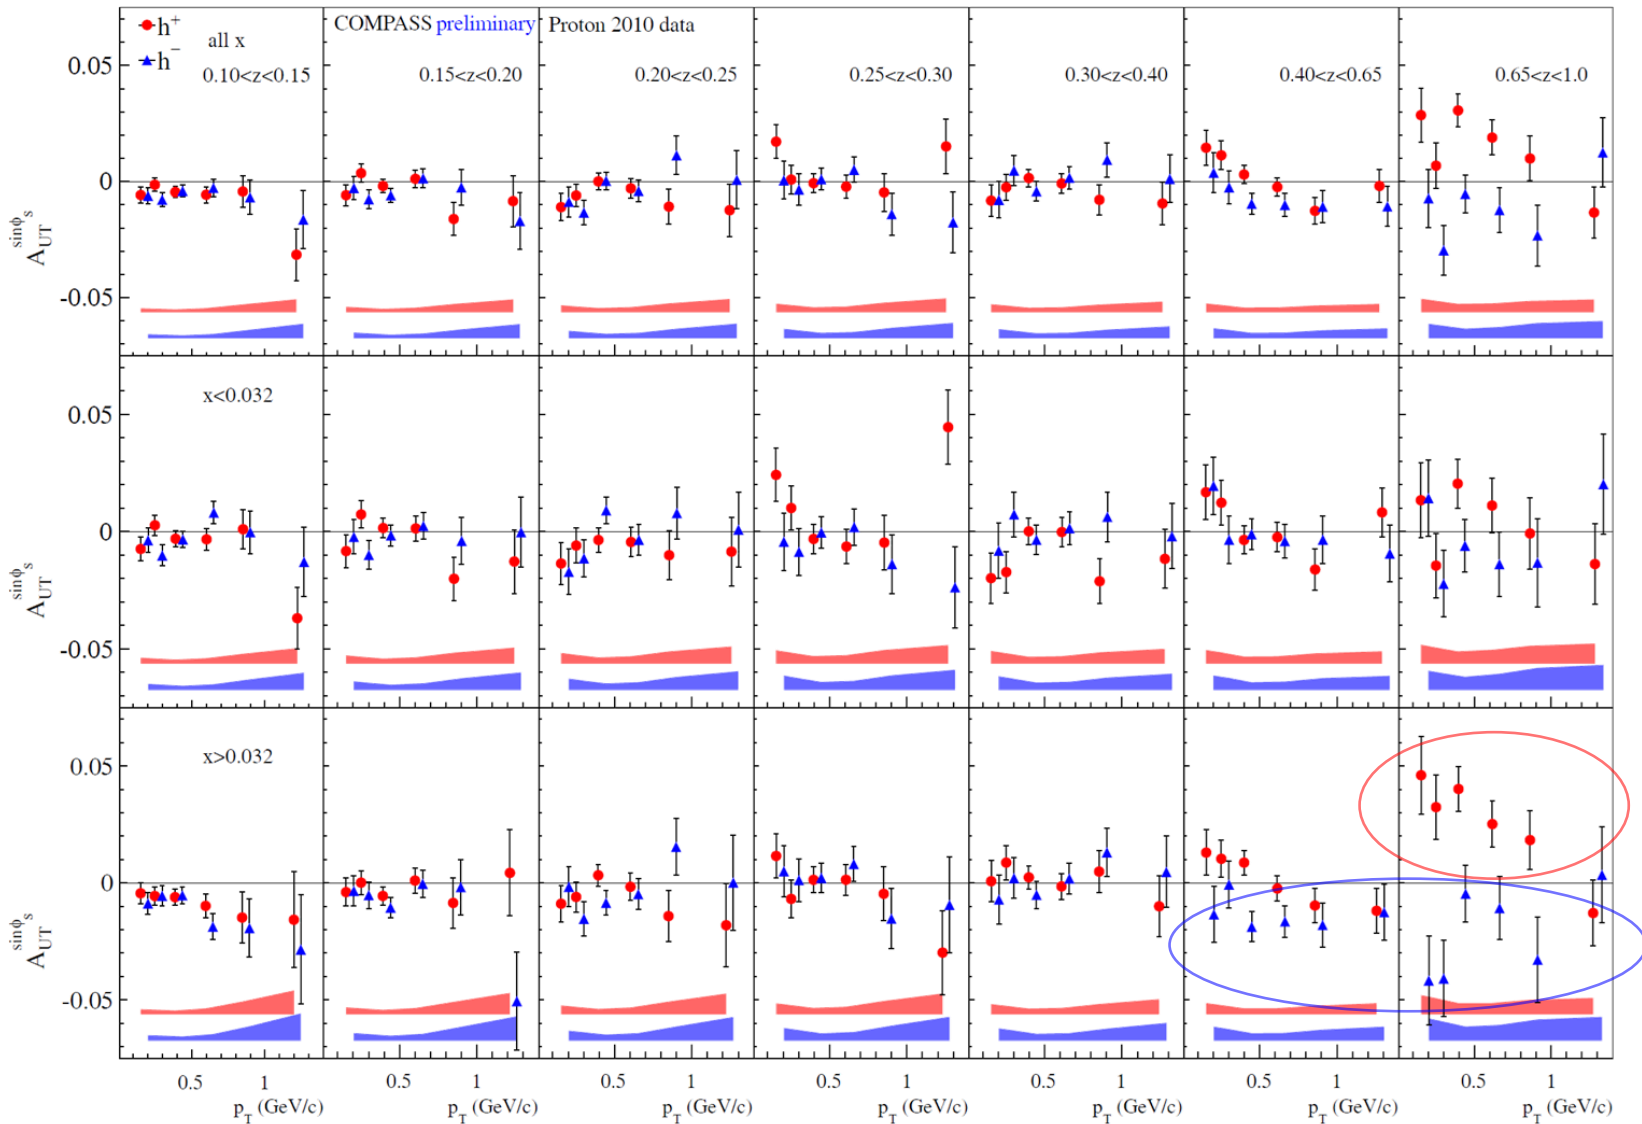 h+
h−
all x
COMPASS preliminary
Proton 2010 data
0.10<z<0.15
0.15<z<0.20
0.20<z<0.25
0.25<z<0.30
0.30<z<0.40
0.40<z<0.65
0.65<z<1.0
0.05
0
-0.05
A_UT^sinϕ_s
x<0.032
0.05
0
-0.05
A_UT^sinϕ_s
x>0.032
0.05
0
-0.05
A_UT^sinϕ_s
0.5 1 0.5 1 0.5 1 0.5 1 0.5 1 0.5 1 0.5 1
p_T (GeV/c) p_T (GeV/c) p_T (GeV/c) p_T (GeV/c) p_T (GeV/c) p_T (GeV/c) p_T (GeV/c)